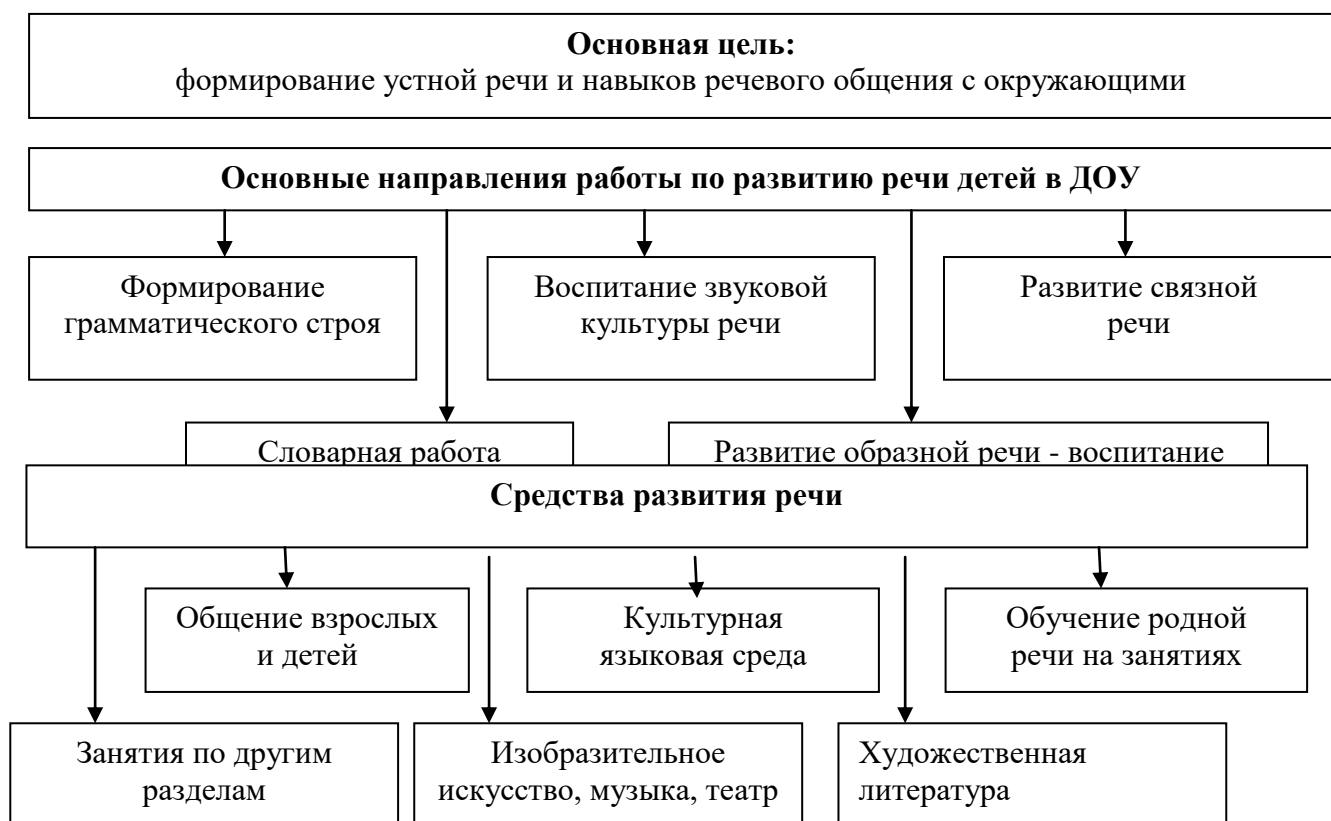 Основная цель:
формирование устной речи и навыков речевого общения с окружающими
Основные направления работы по развитию речи детей в ДОУ
Формирование
грамматического строя
Воспитание звуковой
культуры речи
Развитие связной
речи
Словарная работа
Развитие образной речи - воспитание
Средства развития речи
Общение взрослых
и детей
Культурная
языковая среда
Обучение родной
речи на занятиях
Занятия по другим
разделам
Изобразительное
искусство, музыка, театр
Художественная
литература